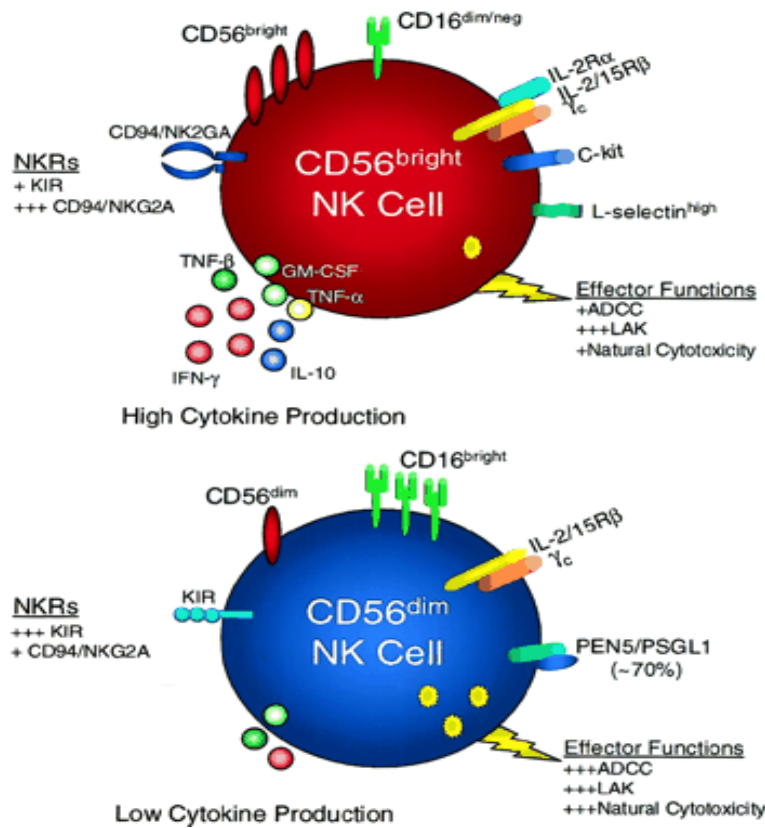 CD56bright
CD16dim/neg
IL-2Rα
IL-2/15Rβ
γc
CD94/NK2GA
C-kit
NKRs
+ KIR
+++ CD94/NKG2A
CD56bright
NK Cell
L-selectinhigh
TNF-β
GM-CSF
TNF-α
IFN-γ
IL-10
Effector Functions
+ADCC
+++LAK
+Natural Cytotoxicity
High Cytokine Production
CD16bright
CD56dim
IL-2/15Rβ
γc
NKRs
+++ KIR
+ CD94/NKG2A
KIR
CD56dim
NK Cell
PEN5/PSGL1
(~70%)
Effector Functions
+++ADCC
+++LAK
+++Natural Cytotoxicity
Low Cytokine Production